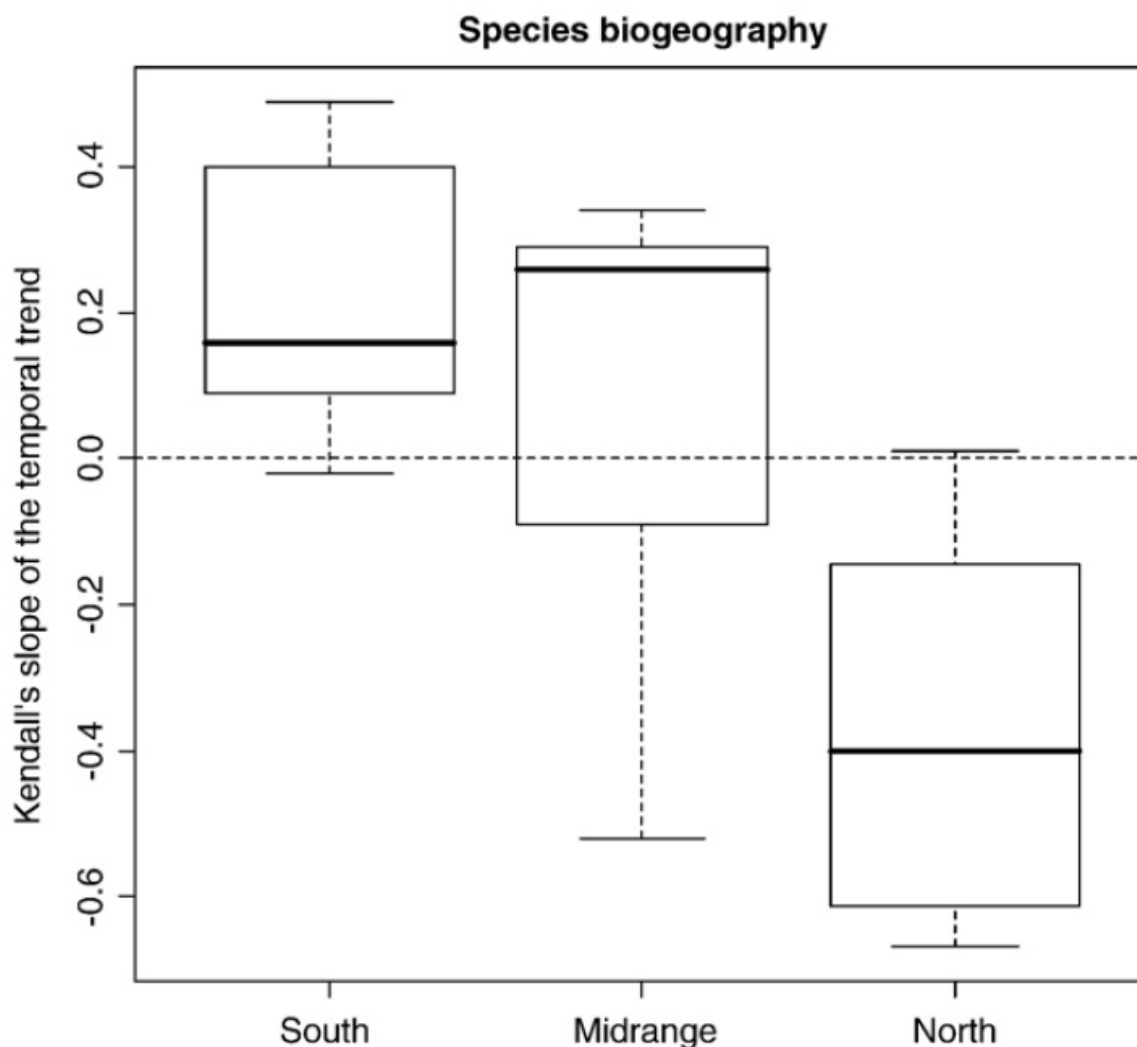 Species biogeography
Kendall's slope of the temporal trend
0.4
0.2
0.0
-0.2
-0.4
-0.6
South Midrange North